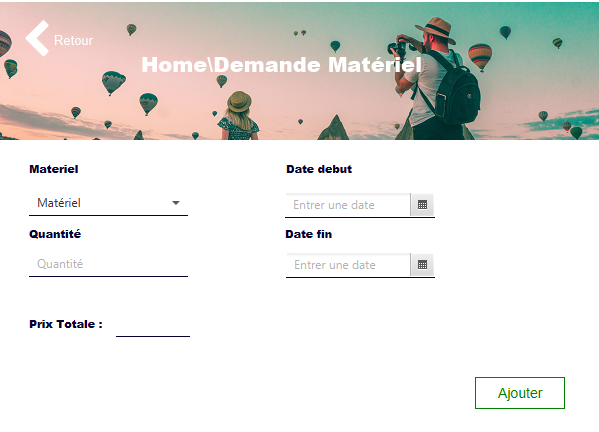 Retour
Home\Demande Matériel
Materiel
Date debut
Matériel
Entrer une date
Quantité
Date fin
Quantité
Entrer une date
Prix Totale :
Ajouter